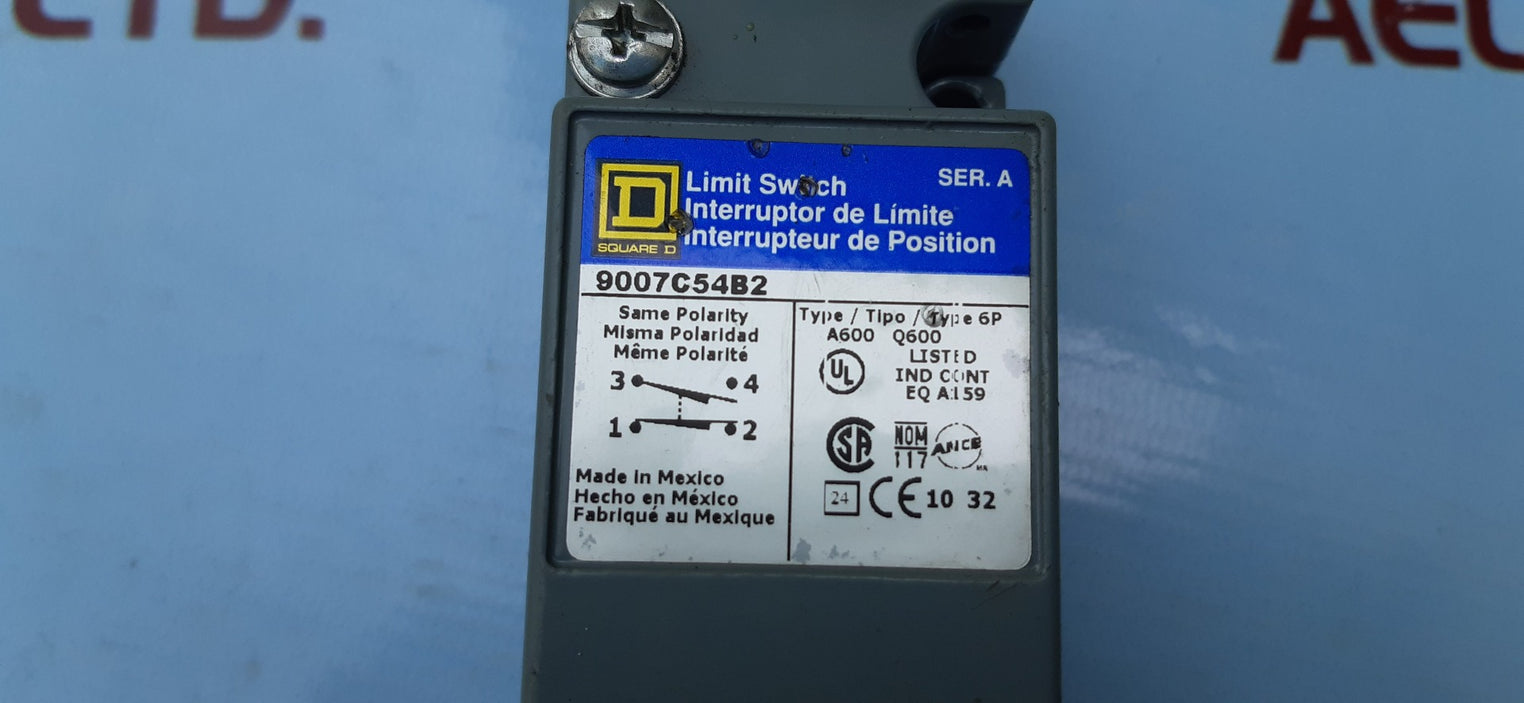 LTD.
SER. A
Limit Switch
Interruptor de Límite
Interrupteur de Position
SQUARE D
9007C54B2
Same Polarity
Misma Polaridad
Même Polarité
3 4
1 2
Made in Mexico
Hecho en México
Fabriqué au Mexique
Type / Tipo / Type 6P
A600 Q600
UL
LISTED
IND CONT
EQ A159
SA
NOM
117
ANCE
24 CE 10 32